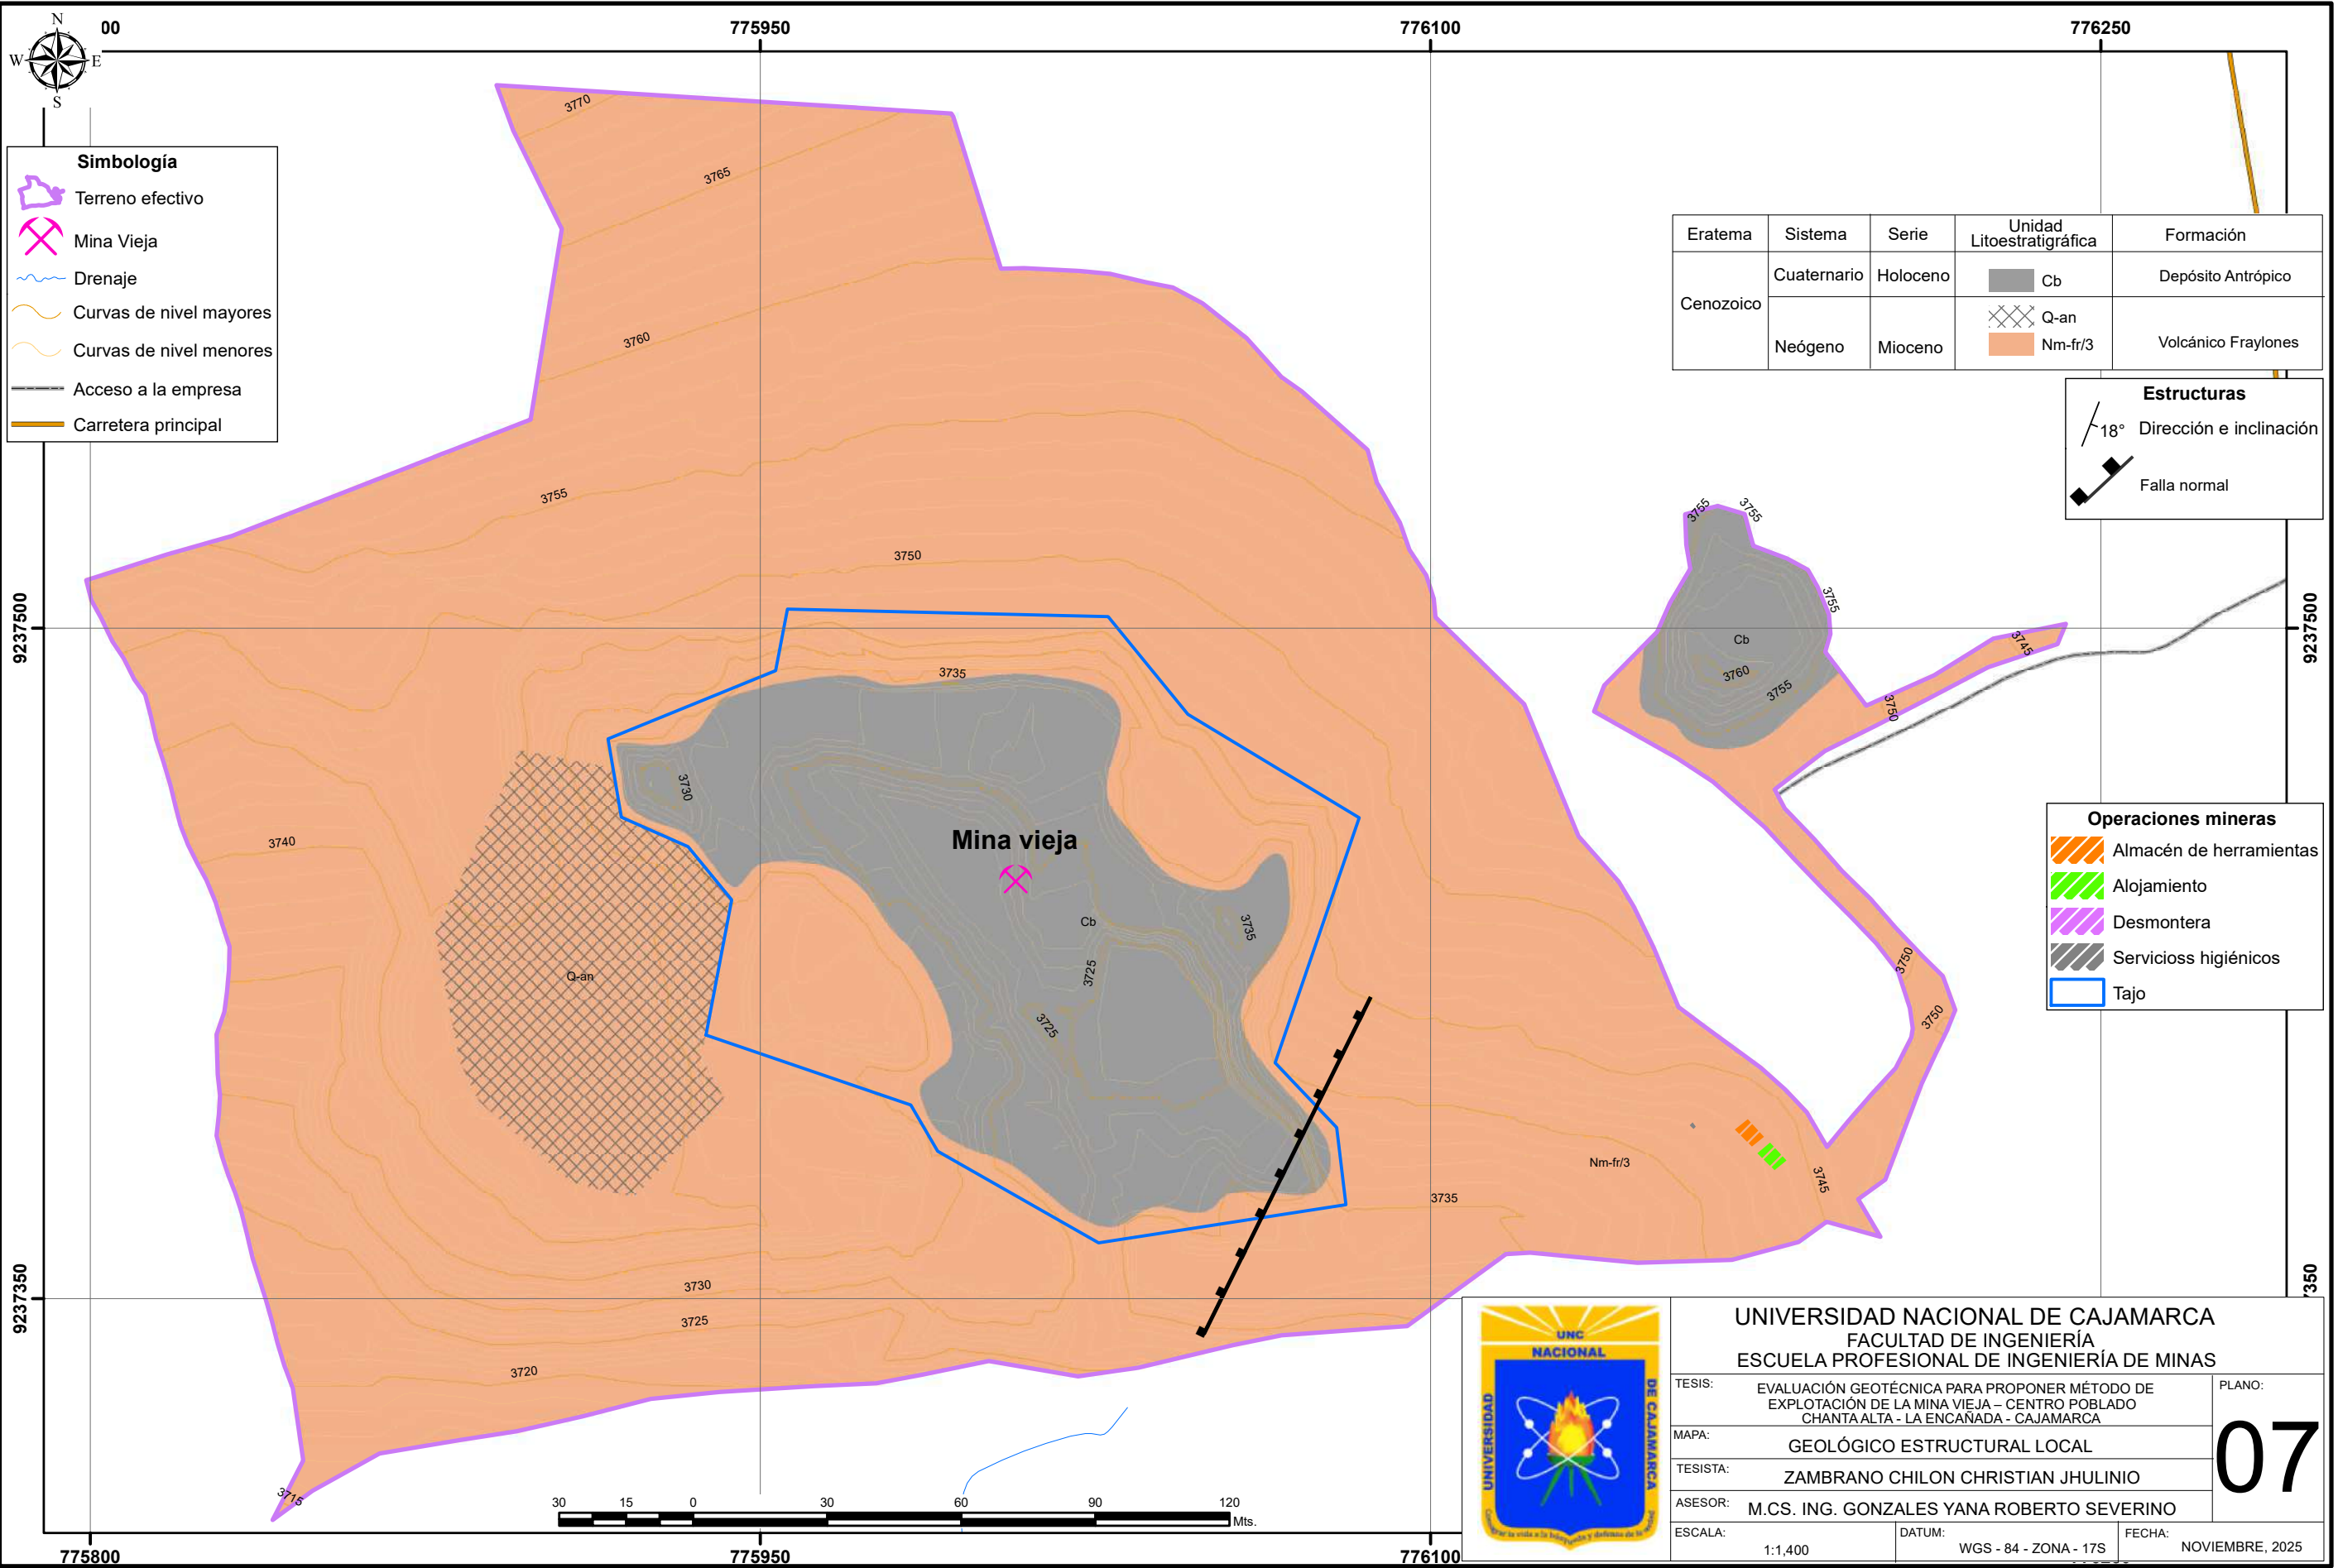 N
W E
S
00 775950 776100 776250
Simbología
Terreno efectivo
Mina Vieja
Drenaje
Curvas de nivel mayores
Curvas de nivel menores
Acceso a la empresa
Carretera principal
Eratema Sistema Serie Unidad Litoestratigráfica Formación
Cenozoico
Cuaternario Holoceno Cb Depósito Antrópico
Q-an
Neógeno Mioceno Nm-fr/3 Volcánico Fraylones
Estructuras
18° Dirección e inclinación
Falla normal
Operaciones mineras
Almacén de herramientas
Alojamiento
Desmontera
Servicioss higiénicos
Tajo
3770
3765
3760
3755
3750
3735
3730
3740
Mina vieja
Cb
3735
3725
3725
Q-an
3755
3755
3755
Cb
3760
3755
3745
3750
3750
3750
Nm-fr/3
3745
3735
3730
3725
3720
3715
9237500
9237500
9237350
350
30 15 0 30 60 90 120
Mts.
775800 775950 776100
UNC
NACIONAL
UNIVERSIDAD
DE CAJAMARCA
UNIVERSIDAD NACIONAL DE CAJAMARCA
FACULTAD DE INGENIERÍA
ESCUELA PROFESIONAL DE INGENIERÍA DE MINAS
TESIS: EVALUACIÓN GEOTÉCNICA PARA PROPONER MÉTODO DE
EXPLOTACIÓN DE LA MINA VIEJA – CENTRO POBLADO
CHANTA ALTA - LA ENCAÑADA - CAJAMARCA
PLANO:
07
MAPA: GEOLÓGICO ESTRUCTURAL LOCAL
TESISTA: ZAMBRANO CHILON CHRISTIAN JHULINIO
ASESOR: M.CS. ING. GONZALES YANA ROBERTO SEVERINO
ESCALA: 1:1,400
DATUM: WGS - 84 - ZONA - 17S
FECHA: NOVIEMBRE, 2025